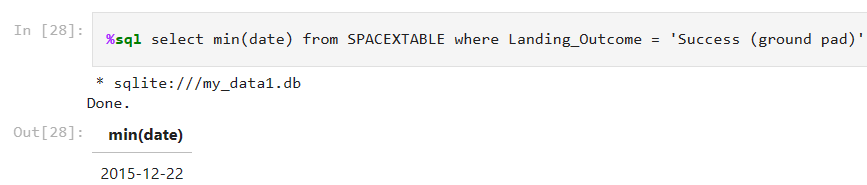 In [28]: %sql select min(date) from SPACEXTABLE where Landing_Outcome = 'Success (ground pad)'
* sqlite:///my_data1.db
Done.
Out[28]: min(date)
2015-12-22